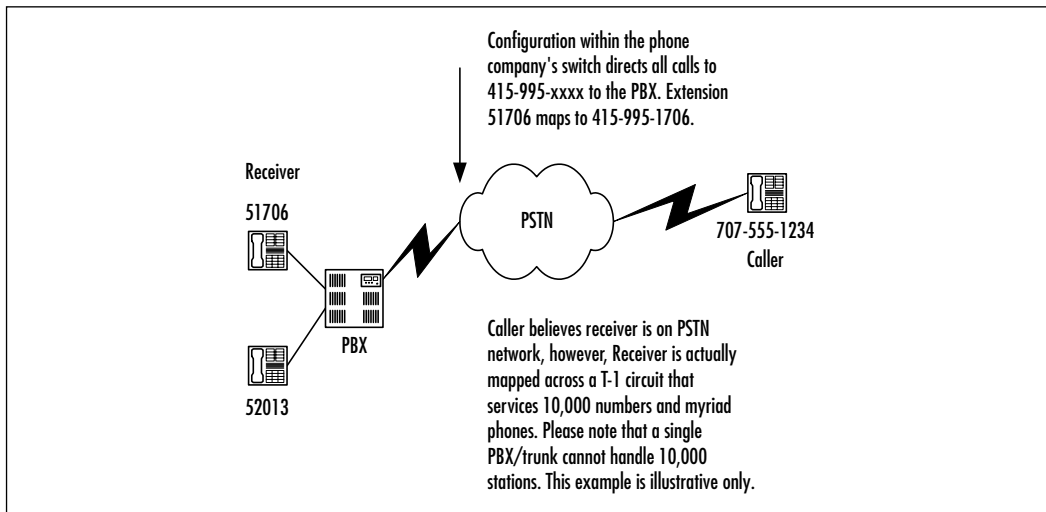 Configuration within the phone
company's switch directs all calls to
415-995-xxxx to the PBX. Extension
51706 maps to 415-995-1706.
Receiver
51706
PSTN
707-555-1234
Caller
PBX
52013
Caller believes receiver is on PSTN
network, however, Receiver is actually
mapped across a T-1 circuit that
services 10,000 numbers and myriad
phones. Please note that a single
PBX/trunk cannot handle 10,000
stations. This example is illustrative only.